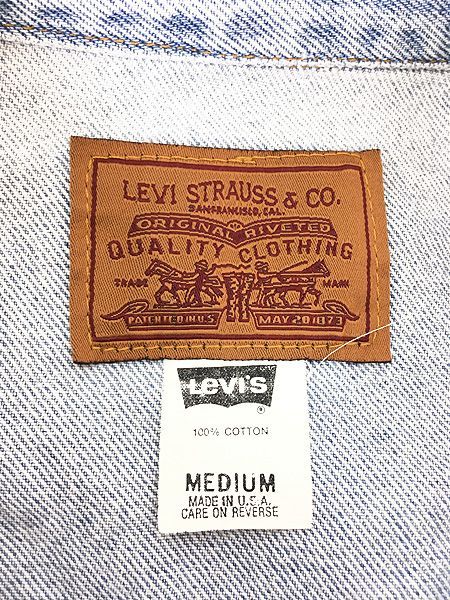 LEVI STRAUSS & CO.
SAN FRANCISCO, CAL.
ORIGINAL RIVETED
QUALITY CLOTHING
TRADE MARK
PATENTED IN U.S. MAY 20 1873
LEVI'S
®
100% COTTON
MEDIUM
MADE IN U.S.A.
CARE ON REVERSE